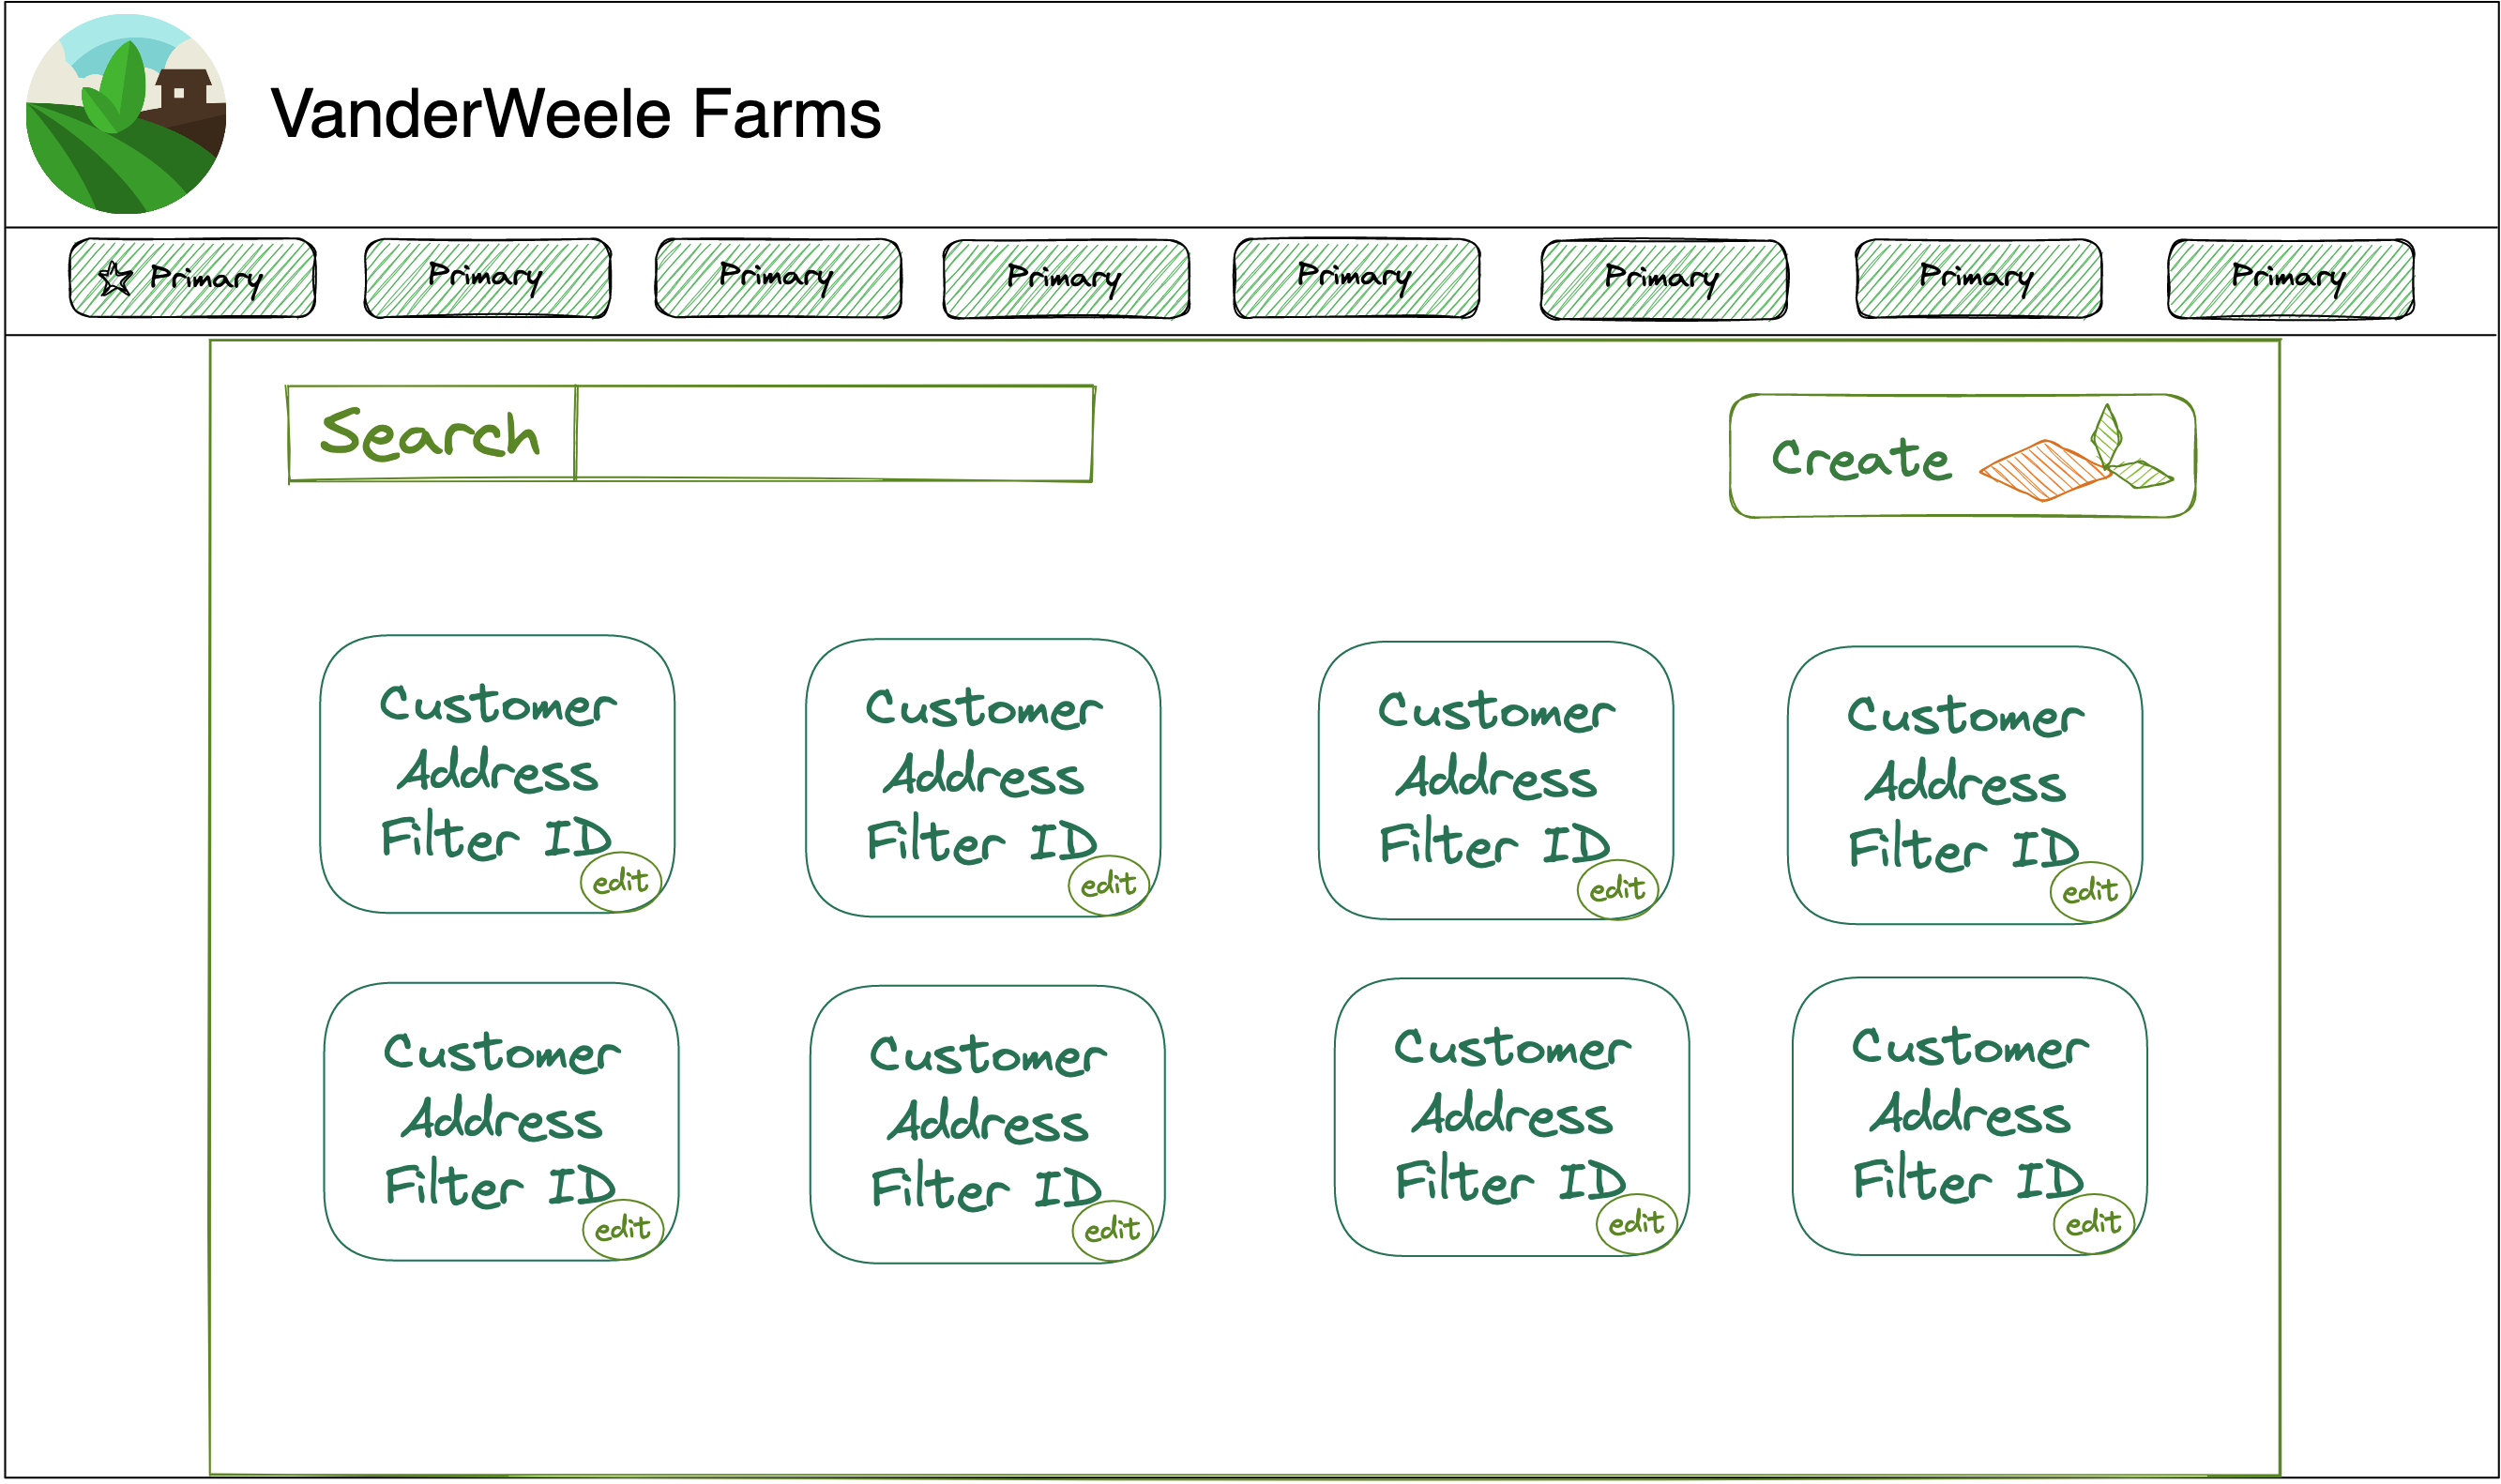 VanderWeele Farms
Primary Primary Primary Primary Primary Primary Primary Primary
Search
Create
Customer
Address
Filter ID
edit
Customer
Address
Filter ID
edit
Customer
Address
Filter ID
edit
Customer
Address
Filter ID
edit
Customer
Address
Filter ID
edit
Customer
Address
Filter ID
edit
Customer
Address
Filter ID
edit
Customer
Address
Filter ID
edit